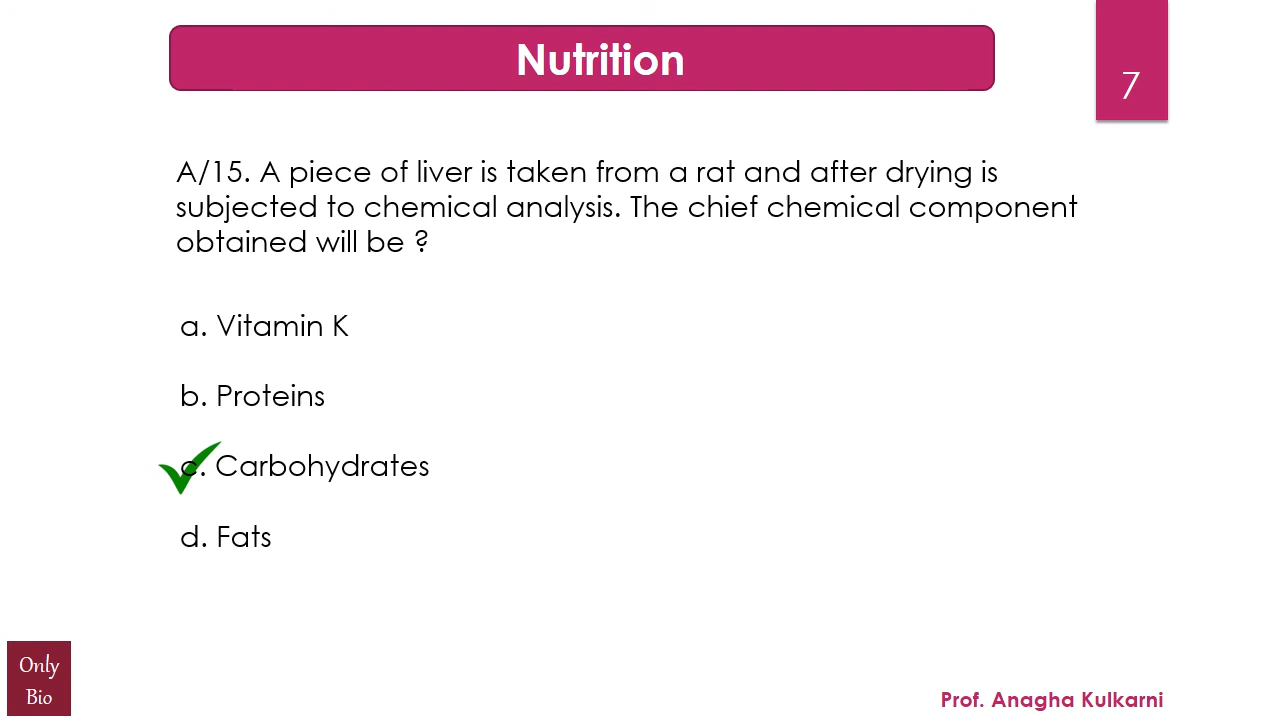 Nutrition
7
A/15. A piece of liver is taken from a rat and after drying is
subjected to chemical analysis. The chief chemical component
obtained will be ?
a. Vitamin K
b. Proteins
c. Carbohydrates
d. Fats
Only
Bio
Prof. Anagha Kulkarni